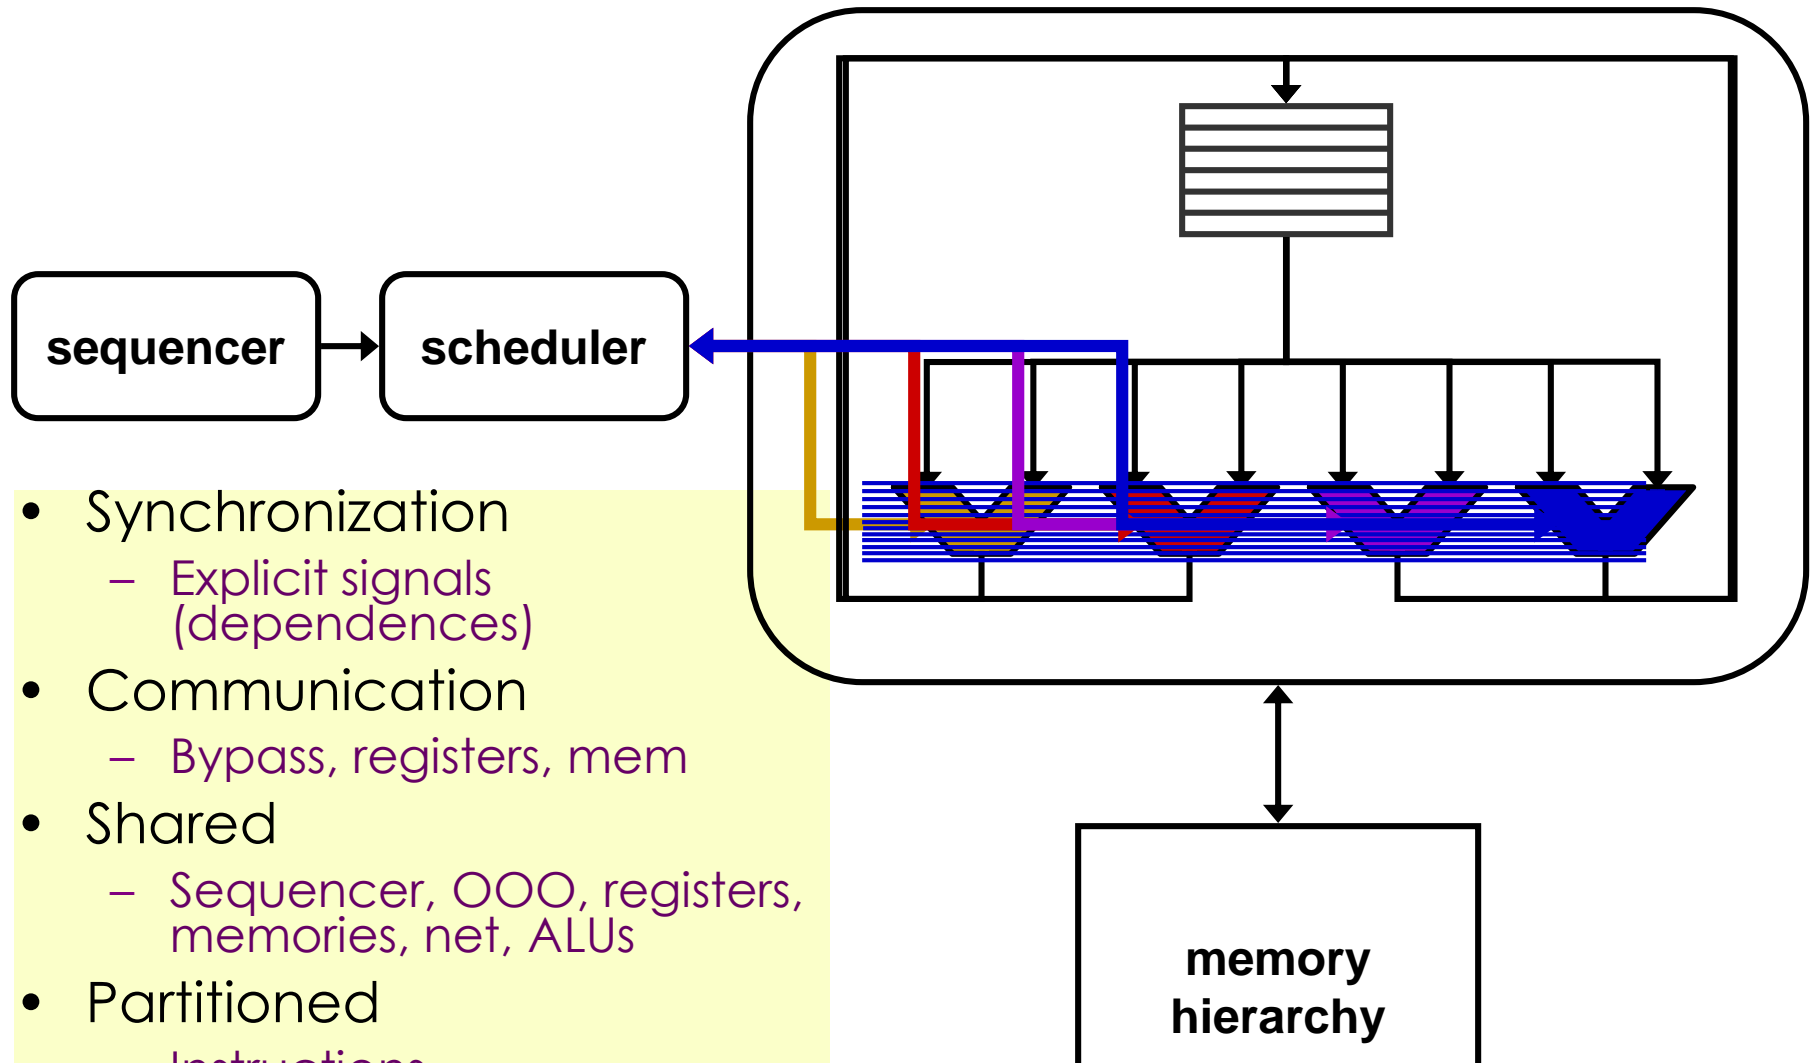 sequencer
scheduler
• Synchronization
– Explicit signals
(dependences)
• Communication
– Bypass, registers, mem
• Shared
– Sequencer, OOO, registers,
memories, net, ALUs
• Partitioned
Instructions
memory
hierarchy